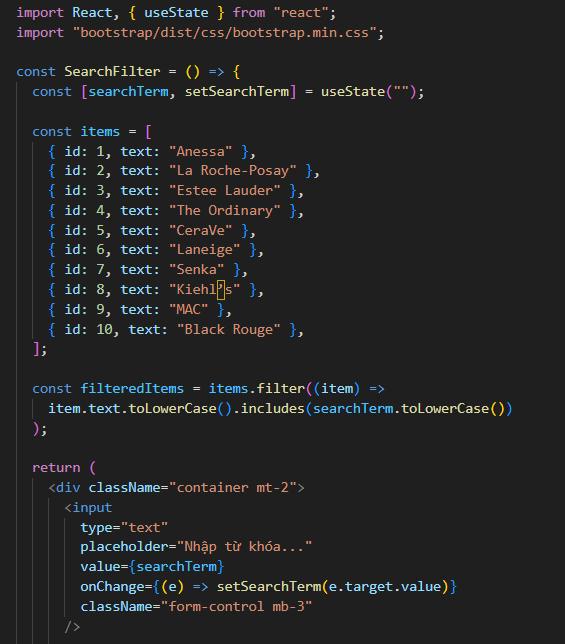 import React, { useState } from "react";
import "bootstrap/dist/css/bootstrap.min.css";

const SearchFilter = () => {
  const [searchTerm, setSearchTerm] = useState("");

  const items = [
    { id: 1, text: "Anessa" },
    { id: 2, text: "La Roche-Posay" },
    { id: 3, text: "Estee Lauder" },
    { id: 4, text: "The Ordinary" },
    { id: 5, text: "CeraVe" },
    { id: 6, text: "Laneige" },
    { id: 7, text: "Senka" },
    { id: 8, text: "Kiehl’s" },
    { id: 9, text: "MAC" },
    { id: 10, text: "Black Rouge" },
  ];

  const filteredItems = items.filter((item) =>
    item.text.toLowerCase().includes(searchTerm.toLowerCase())
  );

  return (
    <div className="container mt-2">
      <input
        type="text"
        placeholder="Nhập từ khóa..."
        value={searchTerm}
        onChange={(e) => setSearchTerm(e.target.value)}
        className="form-control mb-3"
      />